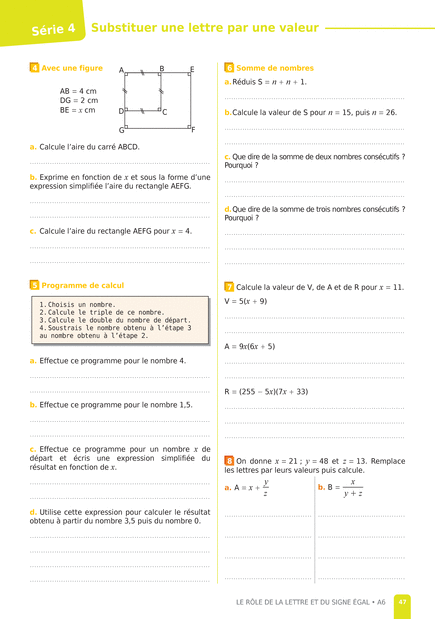 Série 4 Substituer une lettre par une valeur
4 Avec une figure
AB = 4 cm
DG = 2 cm
BE = x cm
A B E
D C
G F
a. Calcule l'aire du carré ABCD.
b. Exprime en fonction de x et sous la forme d'une
expression simplifiée l'aire du rectangle AEFG.
c. Calcule l'aire du rectangle AEFG pour x = 4.
5 Programme de calcul
1.Choisis un nombre.
2.Calcule le triple de ce nombre.
3.Calcule le double du nombre de départ.
4.Soustrais le nombre obtenu à l'étape 3
au nombre obtenu à l'étape 2.
a. Effectue ce programme pour le nombre 4.
b. Effectue ce programme pour le nombre 1,5.
c. Effectue ce programme pour un nombre x de
départ et écris une expression simplifiée du
résultat en fonction de x.
d. Utilise cette expression pour calculer le résultat
obtenu à partir du nombre 3,5 puis du nombre 0.
6 Somme de nombres
a. Réduis S = n + n + 1.
b. Calcule la valeur de S pour n = 15, puis n = 26.
c. Que dire de la somme de deux nombres consécutifs ?
Pourquoi ?
d. Que dire de la somme de trois nombres consécutifs ?
Pourquoi ?
7 Calcule la valeur de V, de A et de R pour x = 11.
V = 5(x + 9)
A = 9x(6x + 5)
R = (255 − 5x)(7x + 33)
8 On donne x = 21 ; y = 48 et z = 13. Remplace
les lettres par leurs valeurs puis calcule.
a. A = x + y/z
b. B = x/(y + z)
LE RÔLE DE LA LETTRE ET DU SIGNE ÉGAL • A6 47